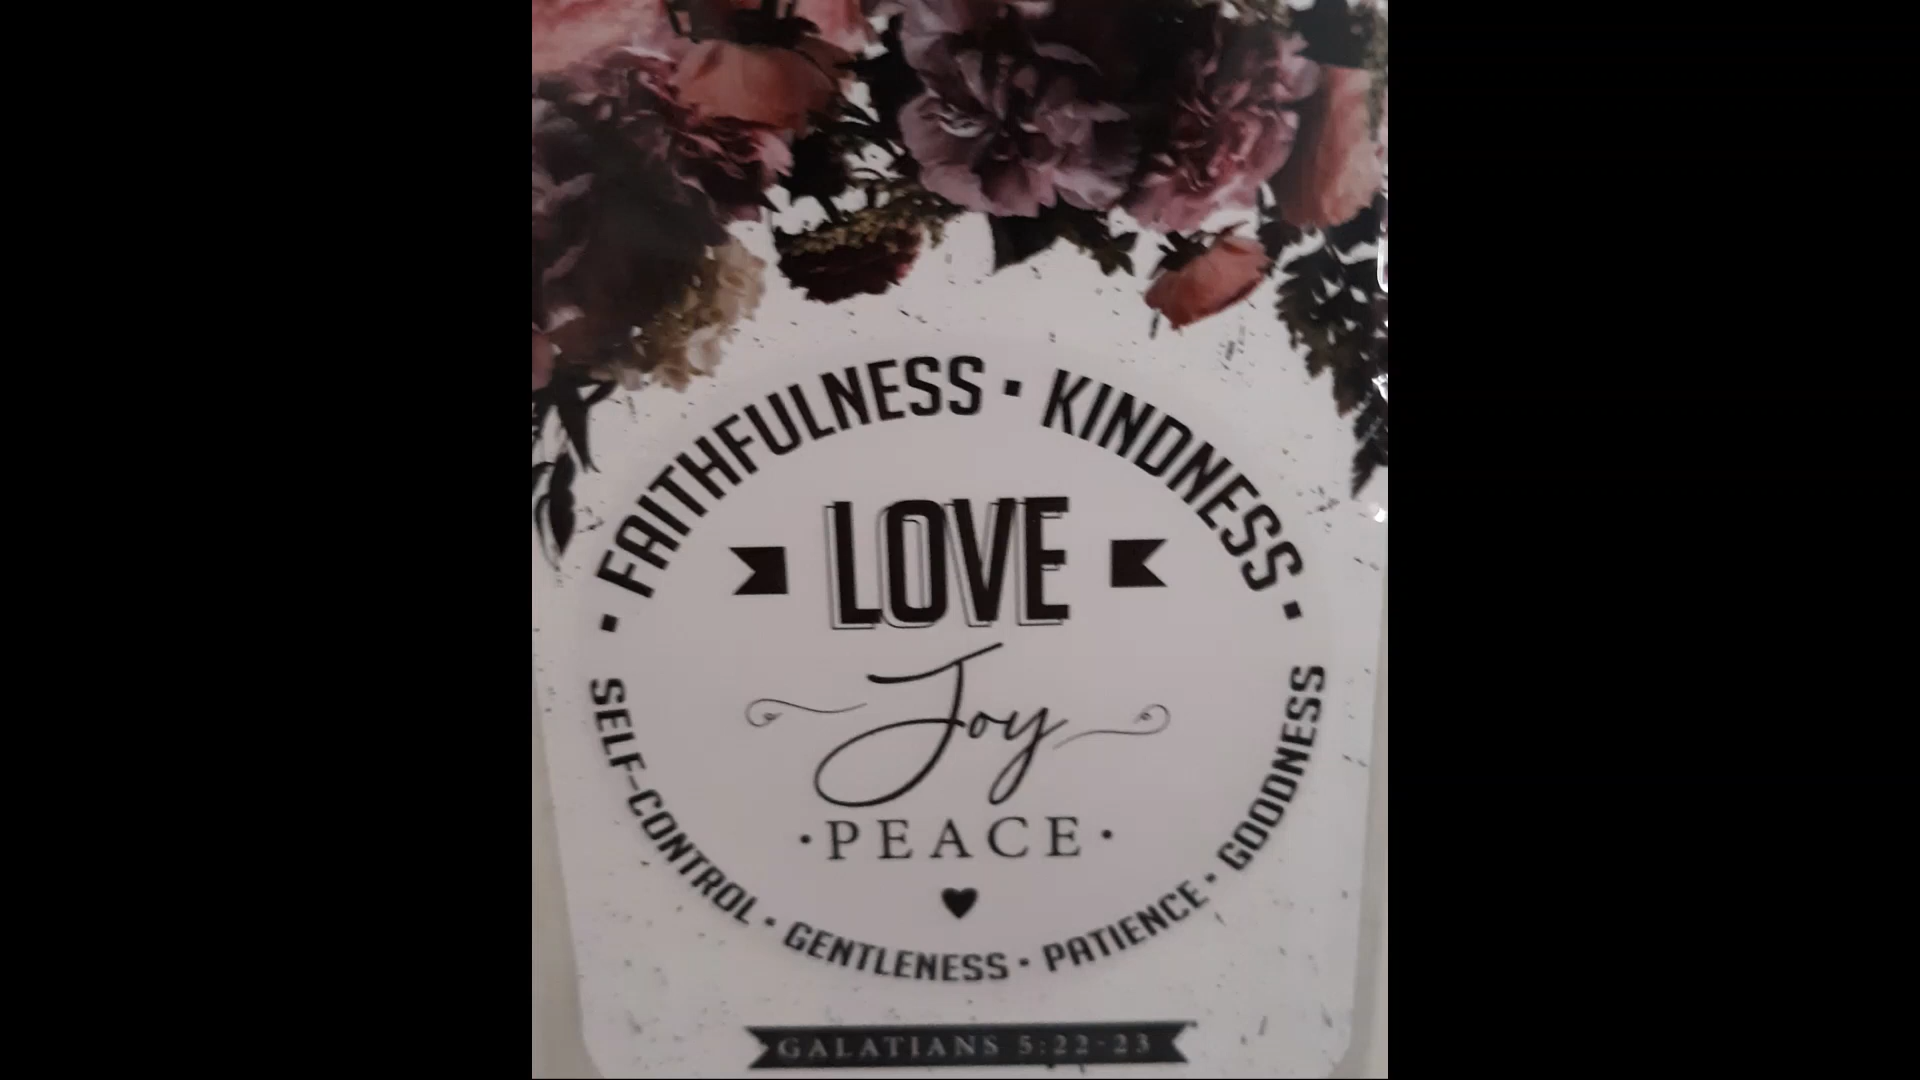 · FAITHFULNESS · KINDNESS ·
LOVE
Joy
· PEACE ·
SELF-CONTROL · GENTLENESS · PATIENCE · GOODNESS
GALATIANS 5:22-23